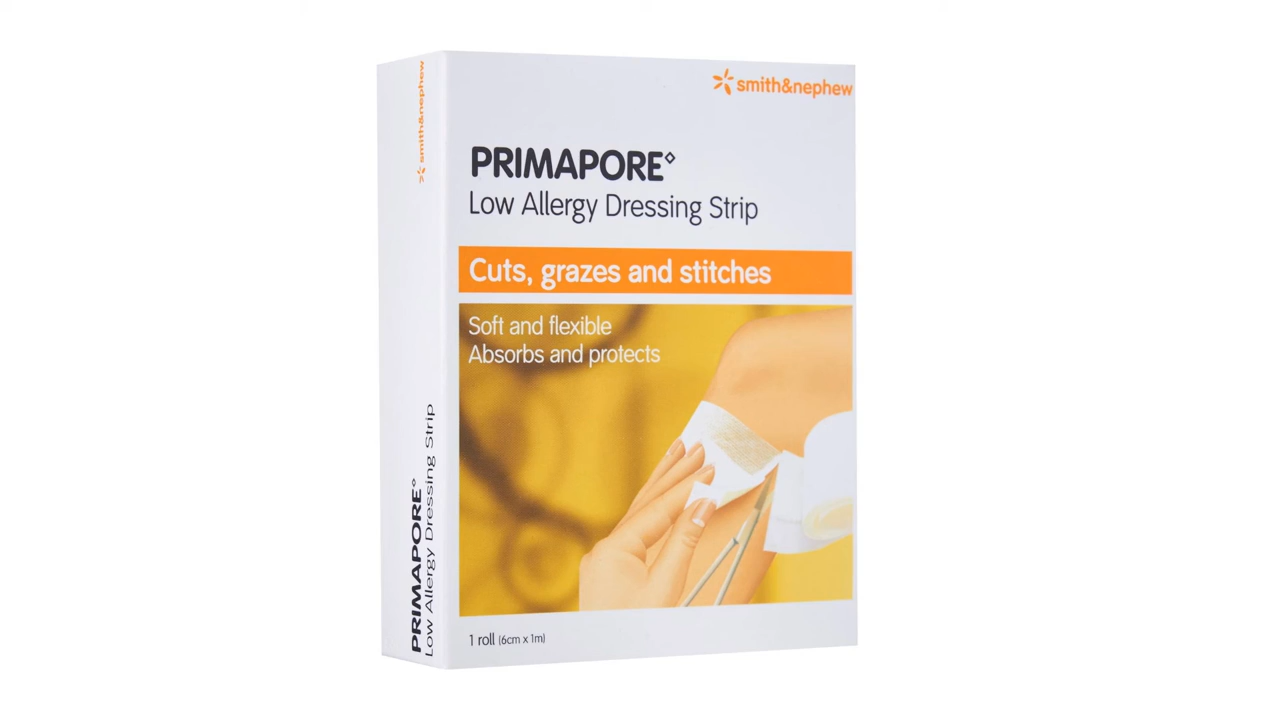 smith&nephew
PRIMAPORE◊
Low Allergy Dressing Strip
Cuts, grazes and stitches
Soft and flexible
Absorbs and protects
1 roll (6cm x 1m)
smith&nephew
PRIMAPORE◊
Low Allergy Dressing Strip